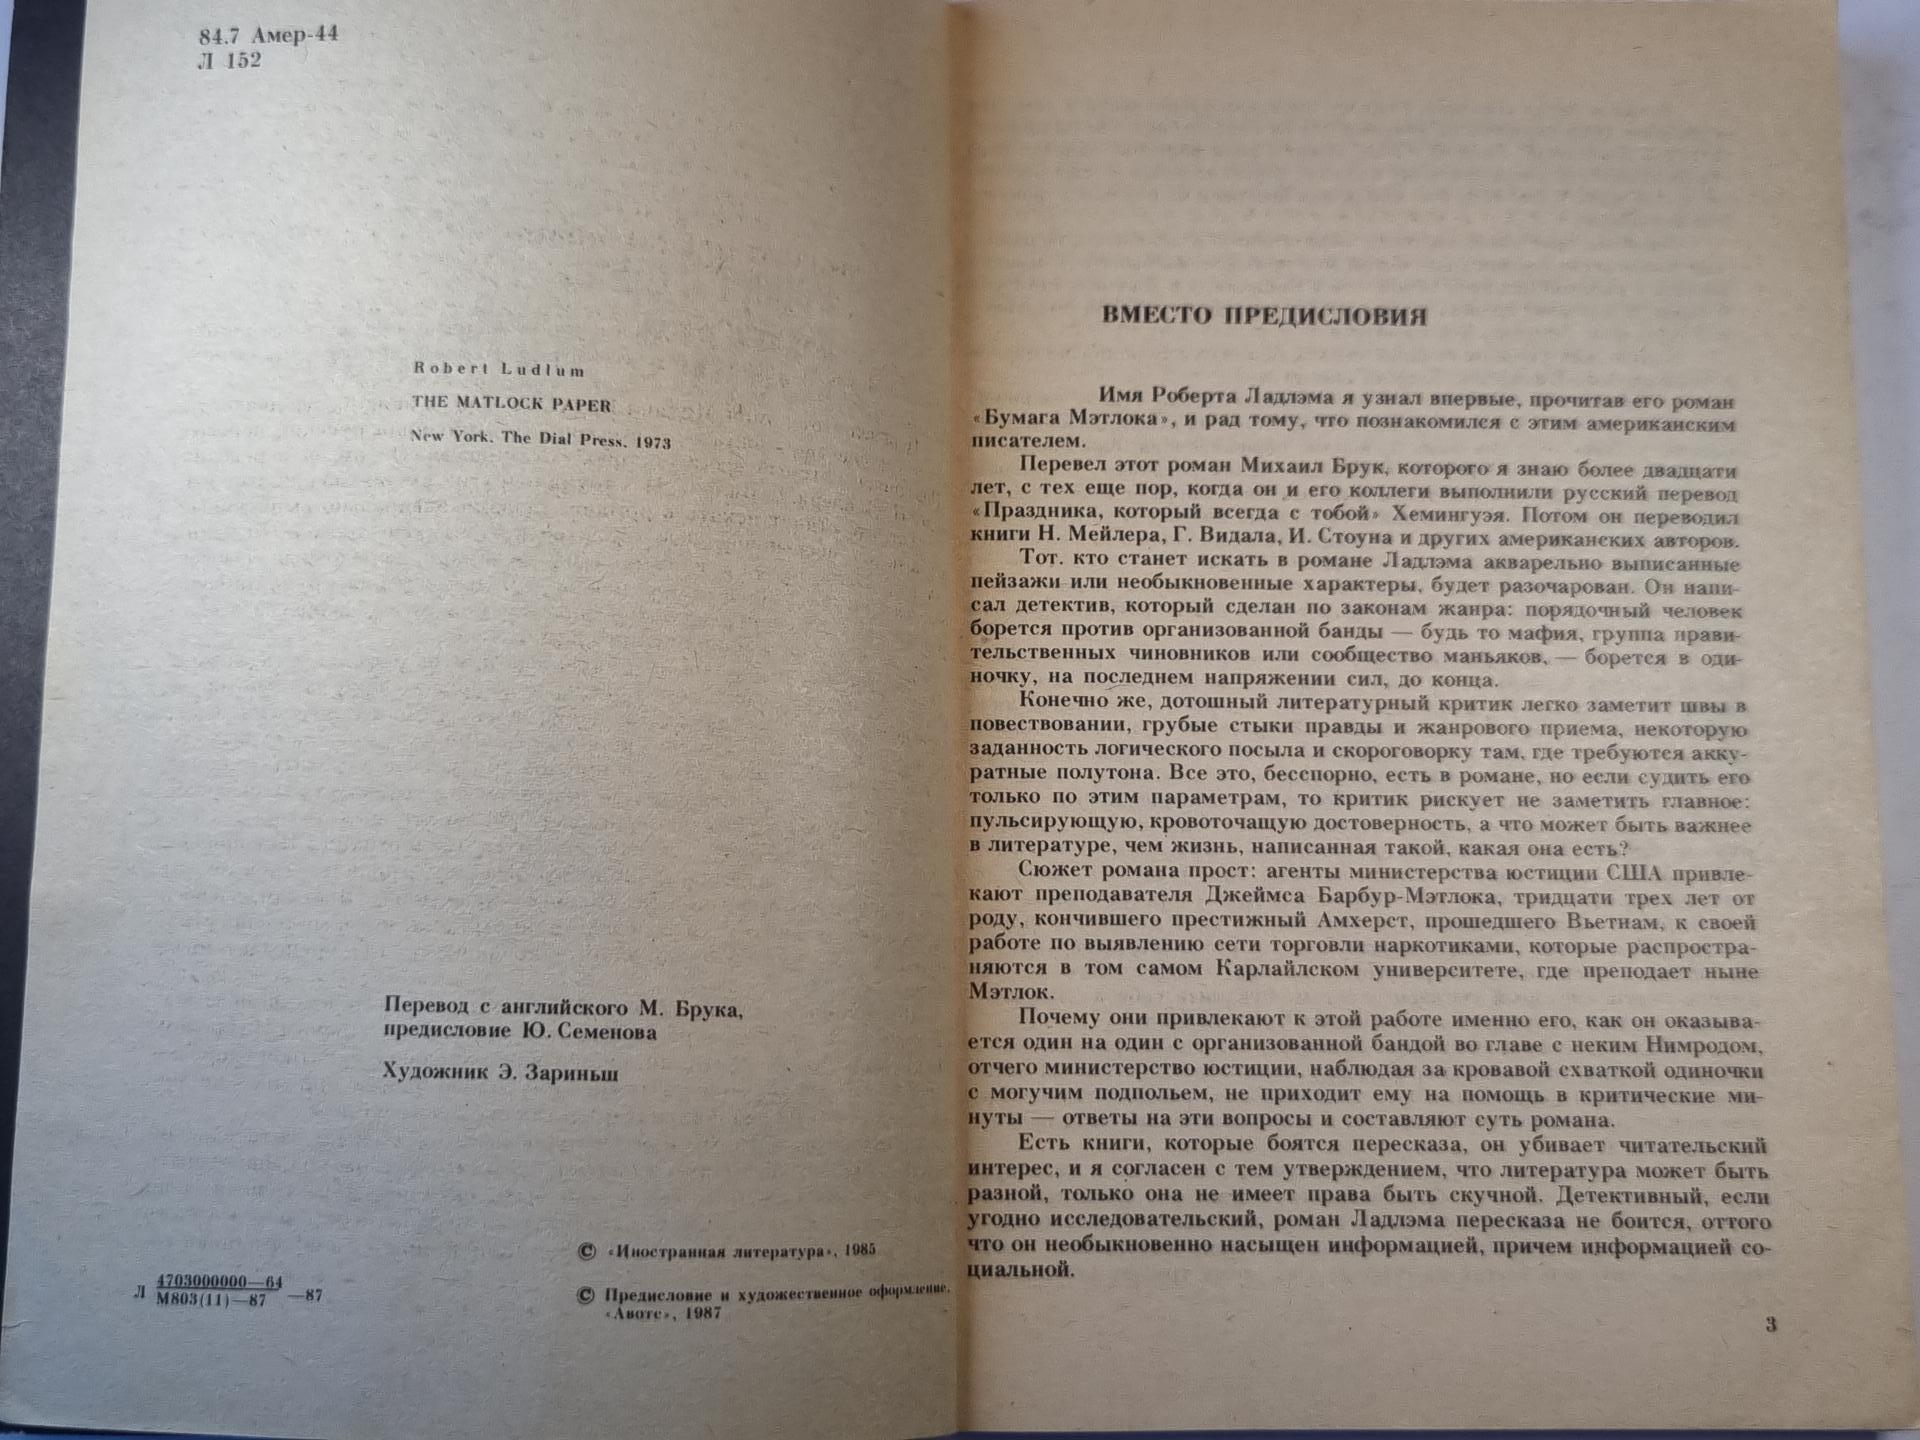 84.7 Амер-44
Л 152
Robert Ludlum
THE MATLOCK PAPER
New York. The Dial Press. 1973
Перевод с английского М. Брука,
предисловие Ю. Семенова
Художник Э. Зариньш
© «Иностранная литература», 1985
Л 4703000000—64
М803(11)—87 —87
© Предисловие и художественное оформление.
«Авотс», 1987
ВМЕСТО ПРЕДИСЛОВИЯ
Имя Роберта Ладлэма я узнал впервые, прочитав его роман
«Бумага Мэтлока», и рад тому, что познакомился с этим американским
писателем.
Перевел этот роман Михаил Брук, которого я знаю более двадцати
лет, с тех еще пор, когда он и его коллеги выполнили русский перевод
«Праздника, который всегда с тобой» Хемингуэя. Потом он переводил
книги Н. Мейлера, Г. Видала, И. Стоуна и других американских авторов.
Тот. кто станет искать в романе Ладлэма акварельно выписанные
пейзажи или необыкновенные характеры, будет разочарован. Он напи-
сал детектив, который сделан по законам жанра: порядочный человек
борется против организованной банды — будь то мафия, группа прави-
тельственных чиновников или сообщество маньяков, — борется в оди-
ночку, на последнем напряжении сил, до конца.
Конечно же, дотошный литературный критик легко заметит швы в
повествовании, грубые стыки правды и жанрового приема, некоторую
заданность логического посыла и скороговорку там, где требуются акку-
ратные полутона. Все это, бесспорно, есть в романе, но если судить его
только по этим параметрам, то критик рискует не заметить главное:
пульсирующую, кровоточащую достоверность, а что может быть важнее
в литературе, чем жизнь, написанная такой, какая она есть?
Сюжет романа прост: агенты министерства юстиции США привле-
кают преподавателя Джеймса Барбур-Мэтлока, тридцати трех лет от
роду, кончившего престижный Амхерст, прошедшего Вьетнам, к своей
работе по выявлению сети торговли наркотиками, которые распростра-
няются в том самом Карлайлском университете, где преподает ныне
Мэтлок.
Почему они привлекают к этой работе именно его, как он оказыва-
ется один на один с организованной бандой во главе с неким Нимродом,
отчего министерство юстиции, наблюдая за кровавой схваткой одиночки
с могучим подпольем, не приходит ему на помощь в критические ми-
нуты — ответы на эти вопросы и составляют суть романа.
Есть книги, которые боятся пересказа, он убивает читательский
интерес, и я согласен с тем утверждением, что литература может быть
разной, только она не имеет права быть скучной. Детективный, если
угодно исследовательский, роман Ладлэма пересказа не боится, оттого
что он необыкновенно насыщен информацией, причем информацией со-
циальной.
3